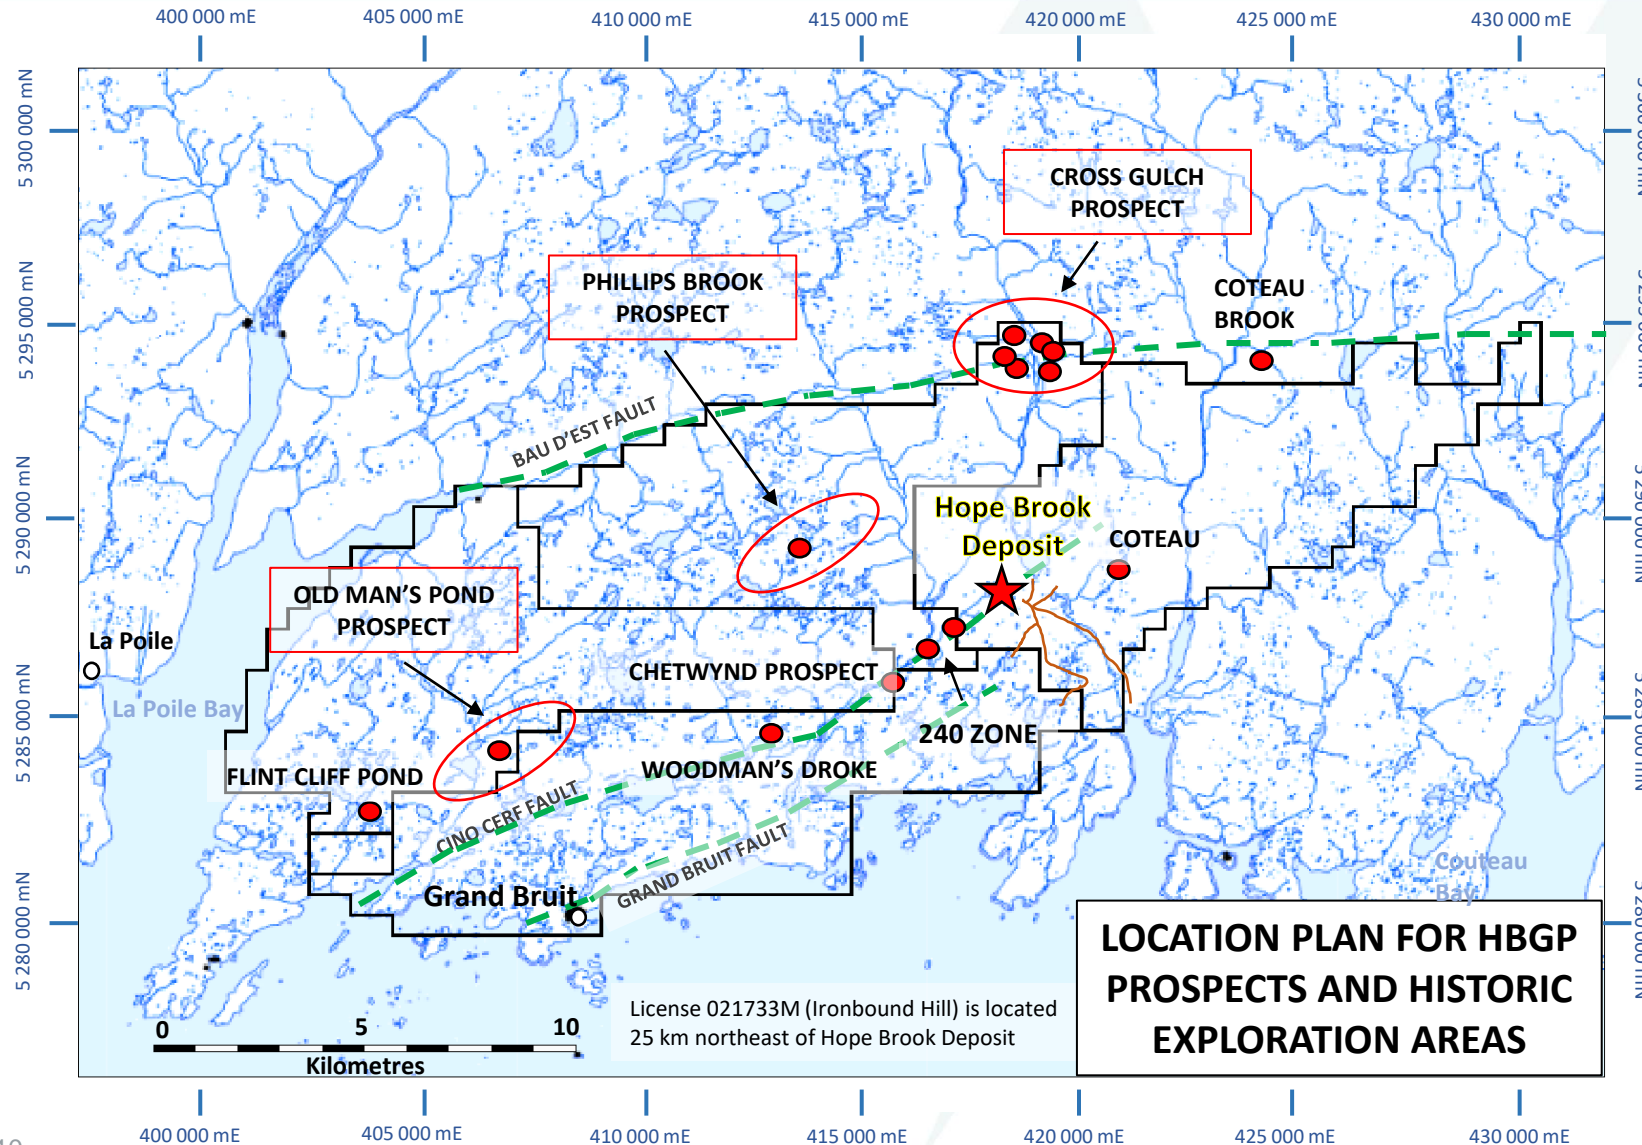 400 000 mE 405 000 mE 410 000 mE 415 000 mE 420 000 mE 425 000 mE 430 000 mE
5 300 000 mN
5 295 000 mN
5 290 000 mN
5 285 000 mN
5 280 000 mN
CROSS GULCH
PROSPECT
PHILLIPS BROOK
PROSPECT
COTEAU
BROOK
BAU D'EST FAULT
Hope Brook
Deposit
COTEAU
OLD MAN'S POND
PROSPECT
La Poile
CHETWYND PROSPECT
La Poile Bay
240 ZONE
FLINT CLIFF POND
WOODMAN'S DROKE
CINO CERF FAULT
GRAND BRUIT FAULT
Grand Bruit
Couteau
Bay
LOCATION PLAN FOR HBGP
PROSPECTS AND HISTORIC
EXPLORATION AREAS
License 021733M (Ironbound Hill) is located
25 km northeast of Hope Brook Deposit
0 5 10
Kilometres
400 000 mE 405 000 mE 410 000 mE 415 000 mE 420 000 mE 425 000 mE 430 000 mE